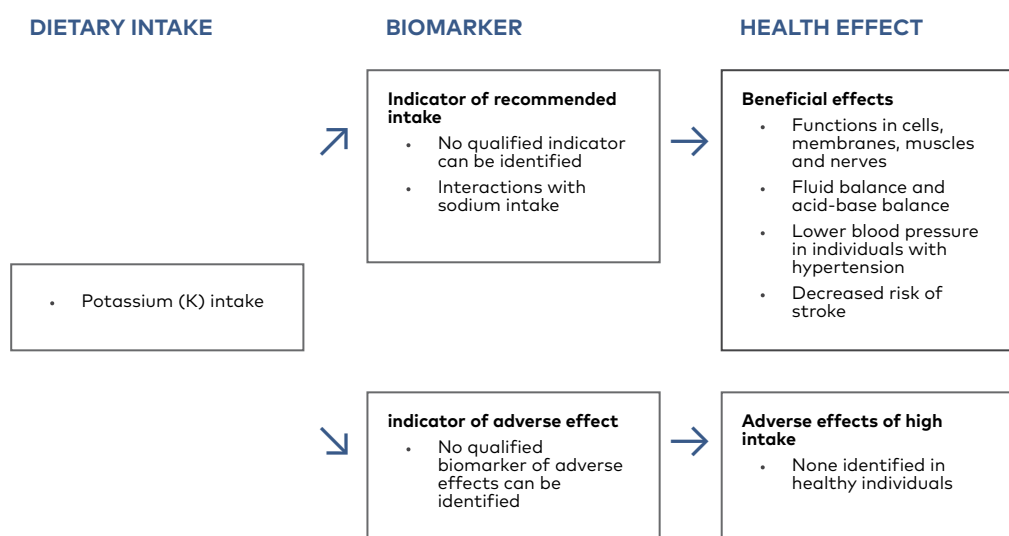 DIETARY INTAKE
BIOMARKER
HEALTH EFFECT
• Potassium (K) intake
Indicator of recommended
intake
• No qualified indicator
can be identified
• Interactions with
sodium intake
Beneficial effects
• Functions in cells,
membranes, muscles
and nerves
• Fluid balance and
acid-base balance
• Lower blood pressure
in individuals with
hypertension
• Decreased risk of
stroke
indicator of adverse effect
• No qualified
biomarker of adverse
effects can be
identified
Adverse effects of high
intake
• None identified in
healthy individuals